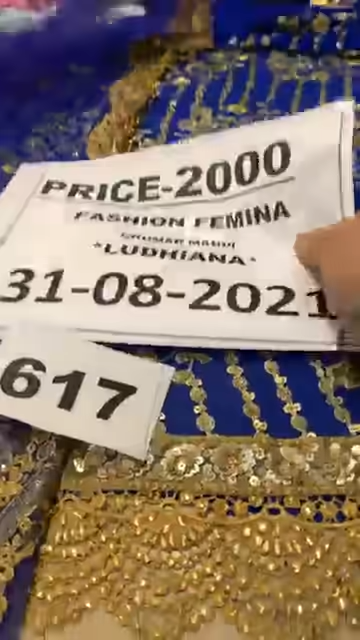 PRICE-2000
FASHION FEMINA
GHUMAR MANDI
*LUDHIANA*
31-08-2021
617